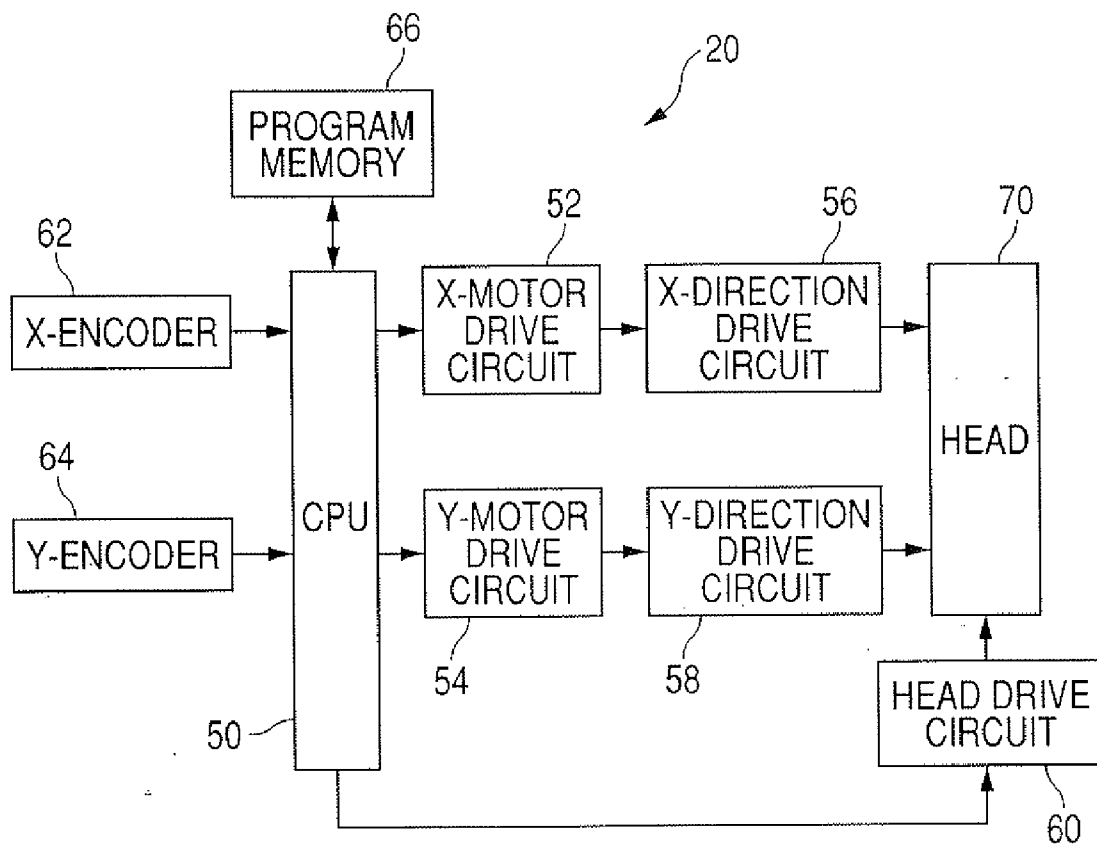 66
20
PROGRAM
MEMORY
62
52
56
70
X-ENCODER
X-MOTOR
DRIVE
CIRCUIT
X-DIRECTION
DRIVE
CIRCUIT
HEAD
64
CPU
Y-ENCODER
Y-MOTOR
DRIVE
CIRCUIT
Y-DIRECTION
DRIVE
CIRCUIT
54
58
50
HEAD DRIVE
CIRCUIT
60